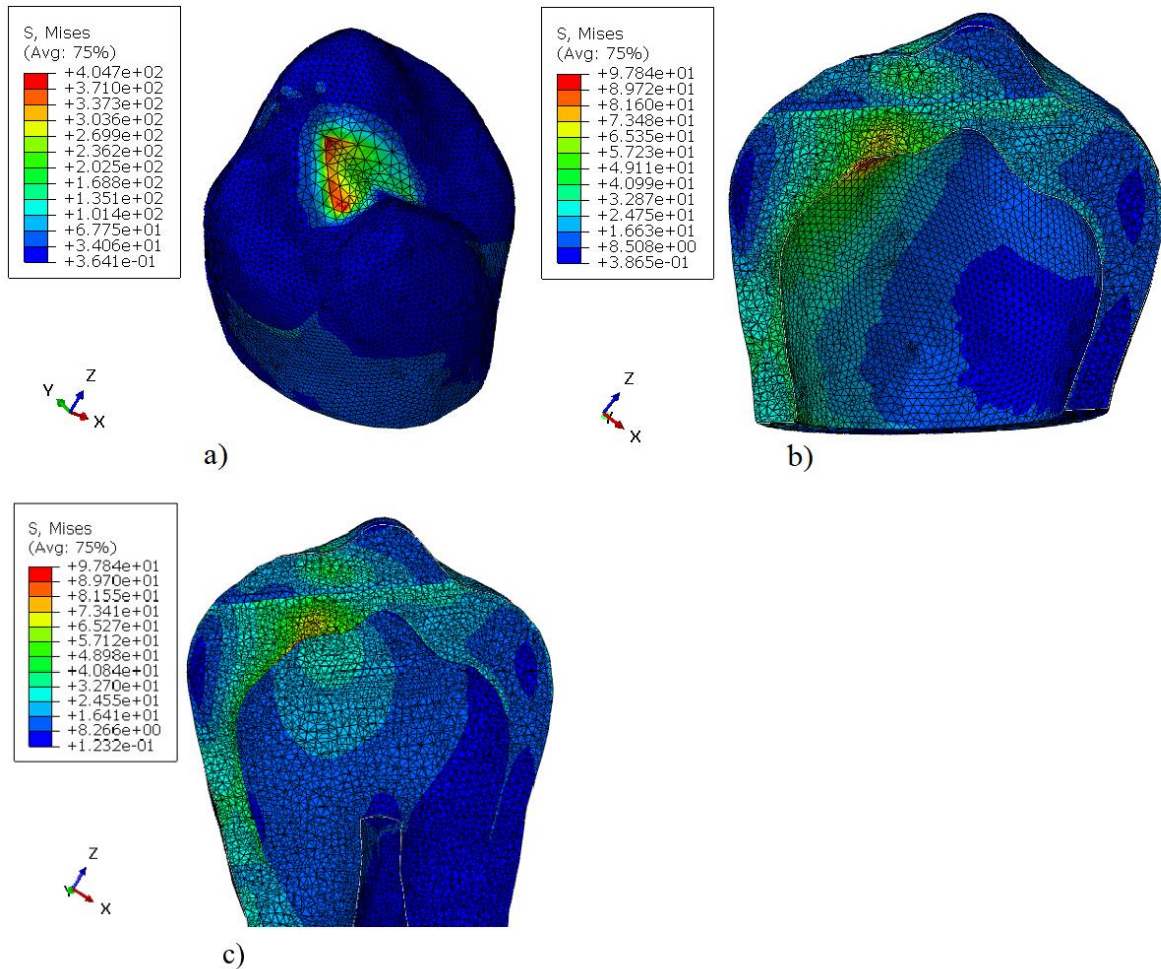 S, Mises
(Avg: 75%)
+4.047e+02
+3.710e+02
+3.373e+02
+3.036e+02
+2.699e+02
+2.362e+02
+2.025e+02
+1.688e+02
+1.351e+02
+1.014e+02
+6.775e+01
+3.406e+01
+3.641e-01
Y
Z
X
a)
S, Mises
(Avg: 75%)
+9.784e+01
+8.972e+01
+8.160e+01
+7.348e+01
+6.535e+01
+5.723e+01
+4.911e+01
+4.099e+01
+3.287e+01
+2.475e+01
+1.663e+01
+8.508e+00
+3.865e-01
Z
Y
X
b)
S, Mises
(Avg: 75%)
+9.784e+01
+8.970e+01
+8.155e+01
+7.341e+01
+6.527e+01
+5.712e+01
+4.898e+01
+4.084e+01
+3.270e+01
+2.455e+01
+1.641e+01
+8.266e+00
+1.232e-01
Z
Y
X
c)